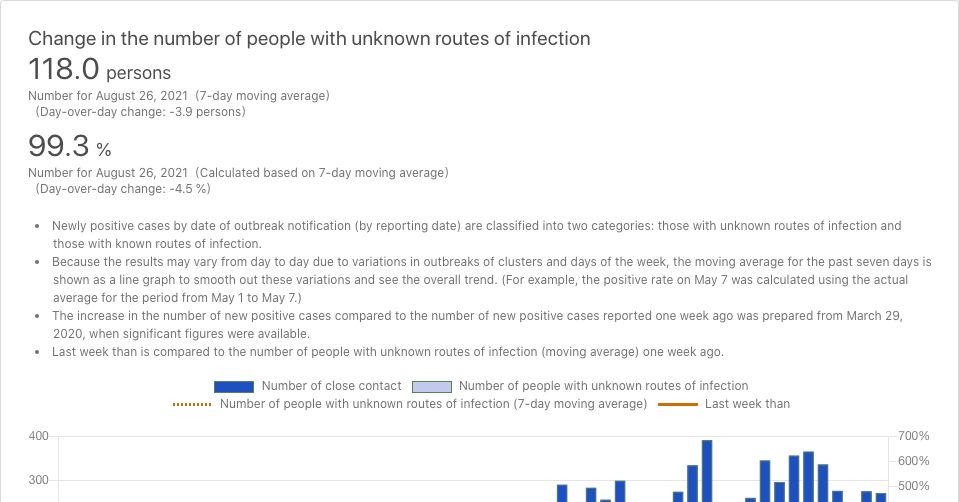 Change in the number of people with unknown routes of infection
118.0 persons
Number for August 26, 2021 (7-day moving average)
(Day-over-day change: -3.9 persons)
99.3 %
Number for August 26, 2021 (Calculated based on 7-day moving average)
(Day-over-day change: -4.5 %)
• Newly positive cases by date of outbreak notification (by reporting date) are classified into two categories: those with unknown routes of infection and
those with known routes of infection.
• Because the results may vary from day to day due to variations in outbreaks of clusters and days of the week, the moving average for the past seven days is
shown as a line graph to smooth out these variations and see the overall trend. (For example, the positive rate on May 7 was calculated using the actual
average for the period from May 1 to May 7.)
• The increase in the number of new positive cases compared to the number of new positive cases reported one week ago was prepared from March 29,
2020, when significant figures were available.
• Last week than is compared to the number of people with unknown routes of infection (moving average) one week ago.
Number of close contact Number of people with unknown routes of infection
Number of people with unknown routes of infection (7-day moving average) Last week than
400 700%
600%
300 500%